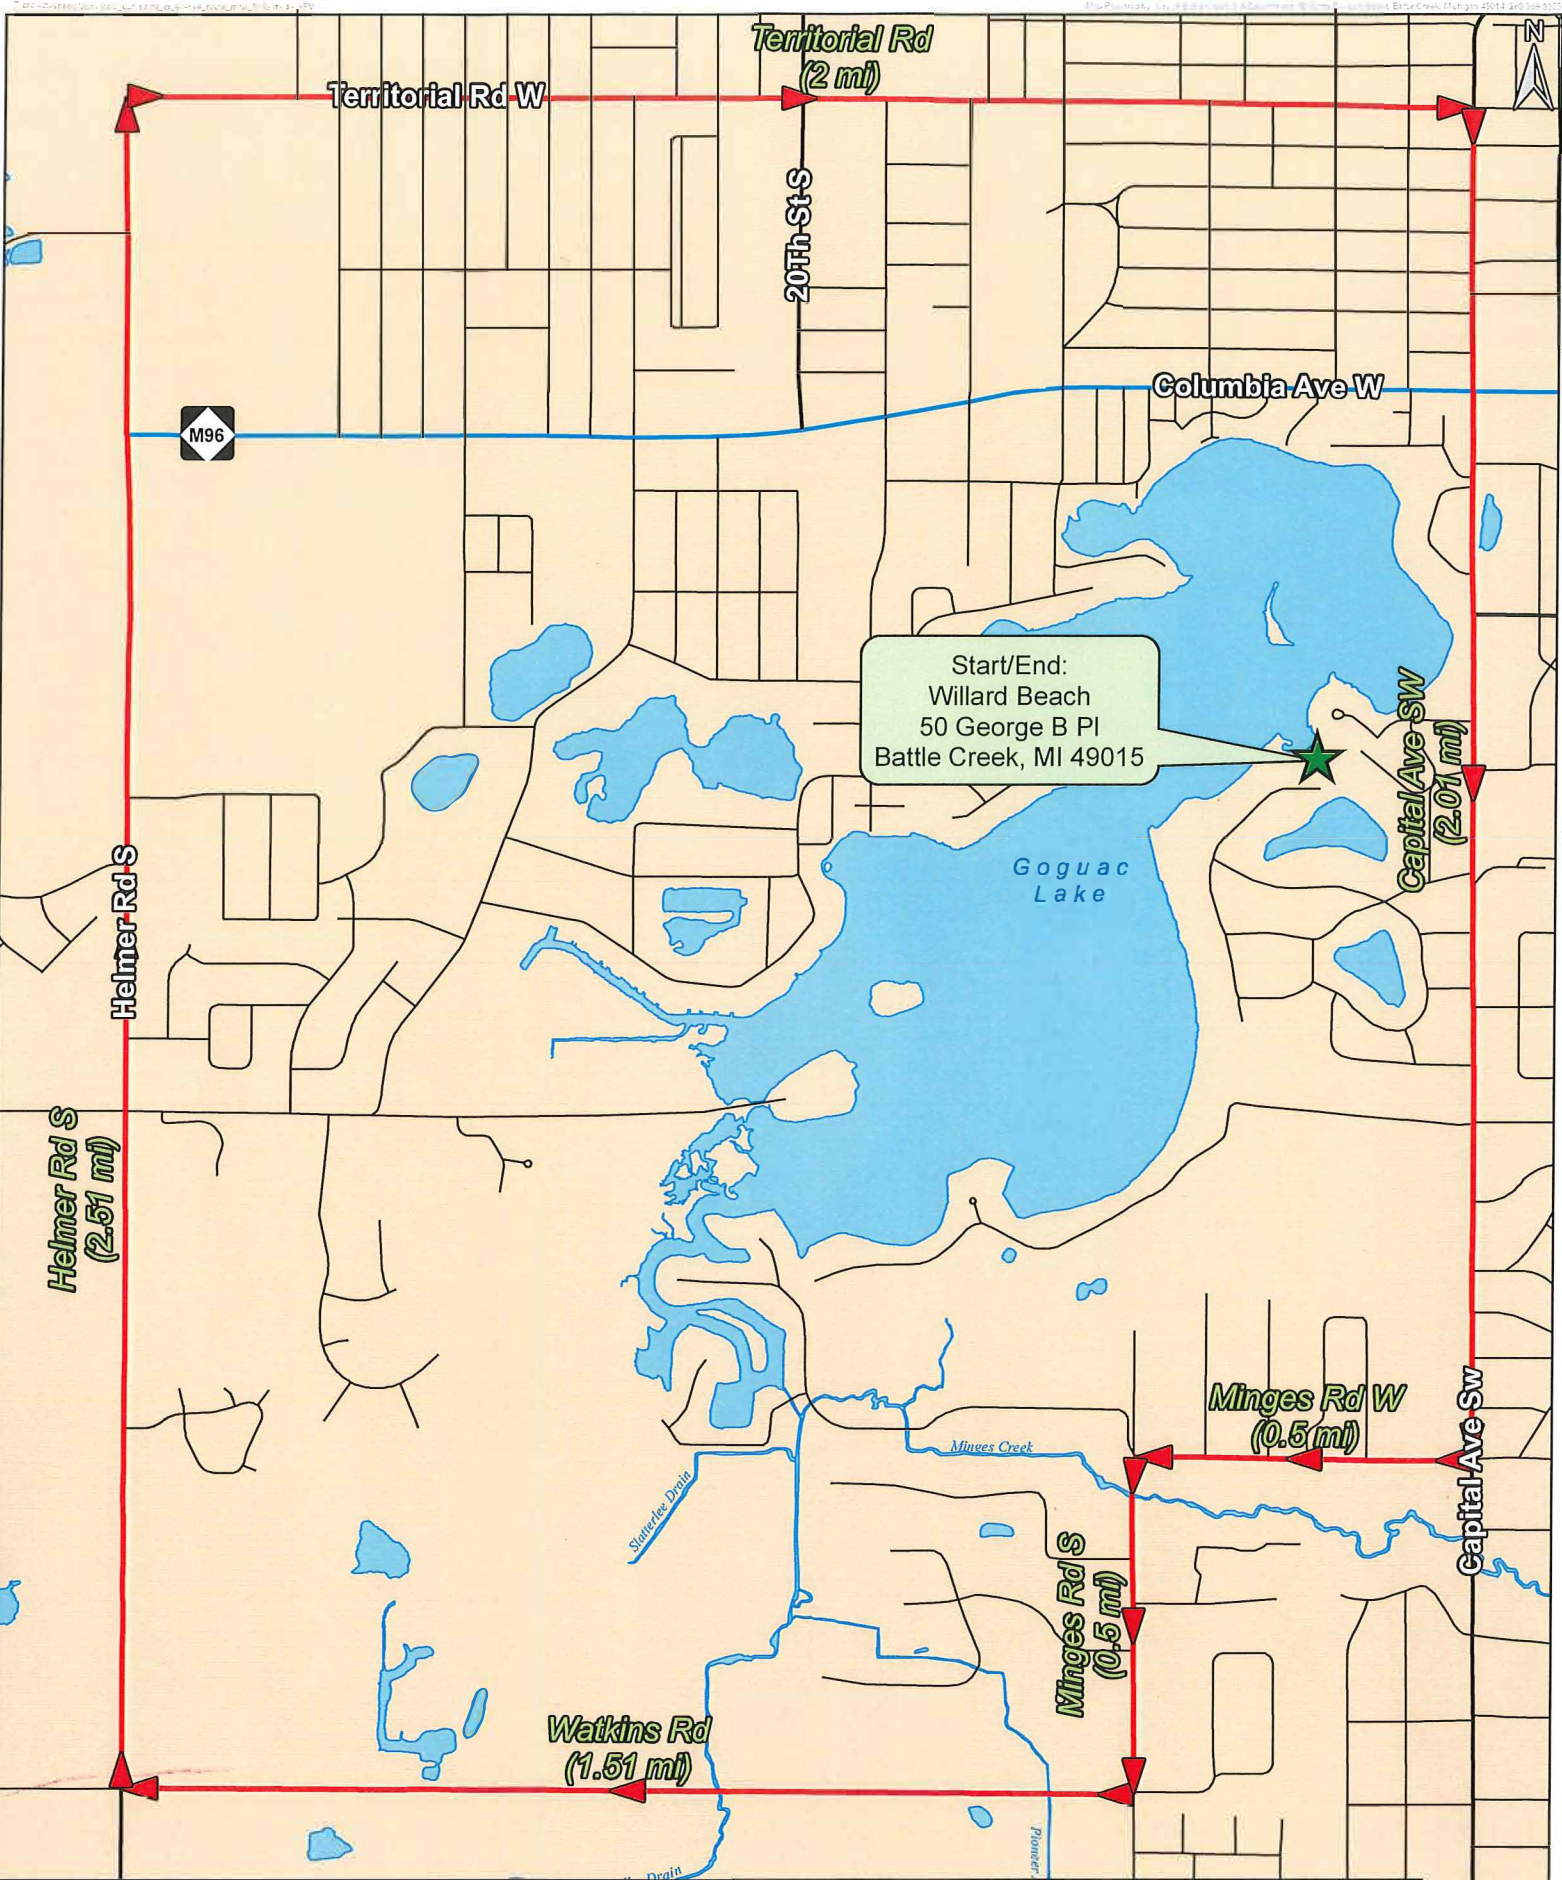 N
Territorial Rd
(2 mi)
Territorial Rd W
20Th St S
Columbia Ave W
M96
Start/End:
Willard Beach
50 George B Pl
Battle Creek, MI 49015
Capital Ave SW
(2.01 mi)
Goguac
Lake
Helmer Rd S
Helmer Rd S
(2.51 mi)
Minges Rd W
(0.5 mi)
Capital Ave Sw
Minges Creek
Slatterlee Drain
Minges Rd S
(0.5 mi)
Watkins Rd
(1.51 mi)
Pioneer
Drain